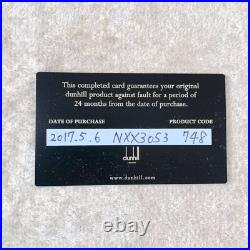 This completed card guarantees your original
dunhill product against fault for a period of
24 months from the date of purchase.
DATE OF PURCHASE PRODUCT CODE
2017.5.6 NXX3053 748
dunhill
www.dunhill.com